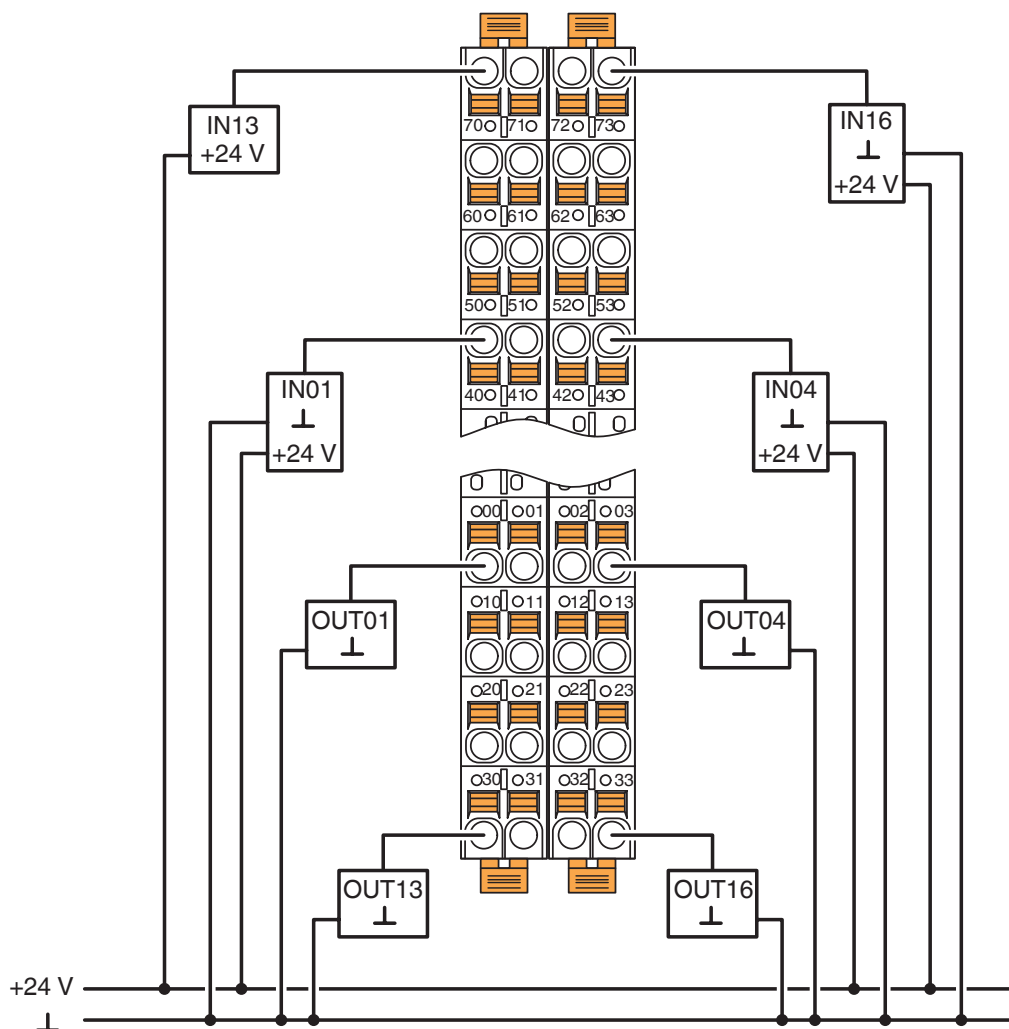 IN13
+24 V
IN16
⊥
+24 V
70 71 72 73
60 61 62 63
50 51 52 53
IN01
⊥
+24 V
IN04
⊥
+24 V
40 41 42 43
00 01 02 03
OUT01
⊥
OUT04
⊥
10 11 12 13
20 21 22 23
30 31 32 33
OUT13
⊥
OUT16
⊥
+24 V
⊥